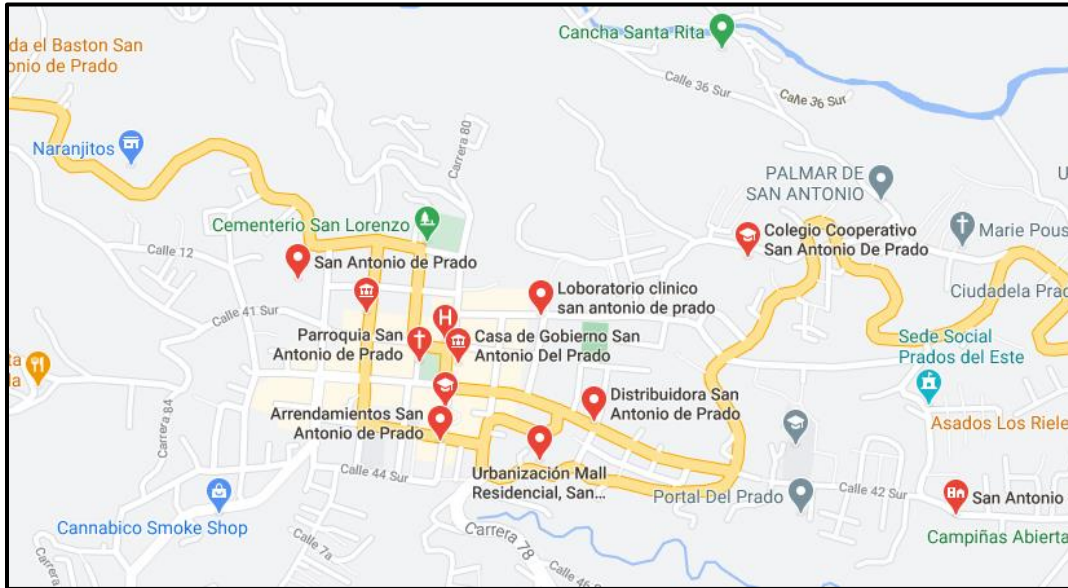 Cancha Santa Rita
da el Baston San
onio de Prado
Calle 36 Sur
Calle 36 Sur
Naranjitos
Carrera 80
PALMAR DE
SAN ANTONIO
Cementerio San Lorenzo
Colegio Cooperativo
San Antonio De Prado
Marie Pous
Calle 12
San Antonio de Prado
Loboratorio clinico
san antonio de prado
Ciudadela Prad
Calle 41 Sur
Parroquia San
Antonio de Prado
H
Casa de Gobierno San
Antonio Del Prado
Sede Social
Prados del Este
ta
la
Distribuidora San
Antonio de Prado
Carrera 84
Arrendamientos San
Antonio de Prado
Asados Los Riele
Calle 44 Sur
Urbanización Mall
Residencial, San...
Portal Del Prado
Calle 42 Sur
San Antonio
Cannabico Smoke Shop
Carrera 78
Campiñas Abierta
Calle 7a
Calle 46 Sur
U